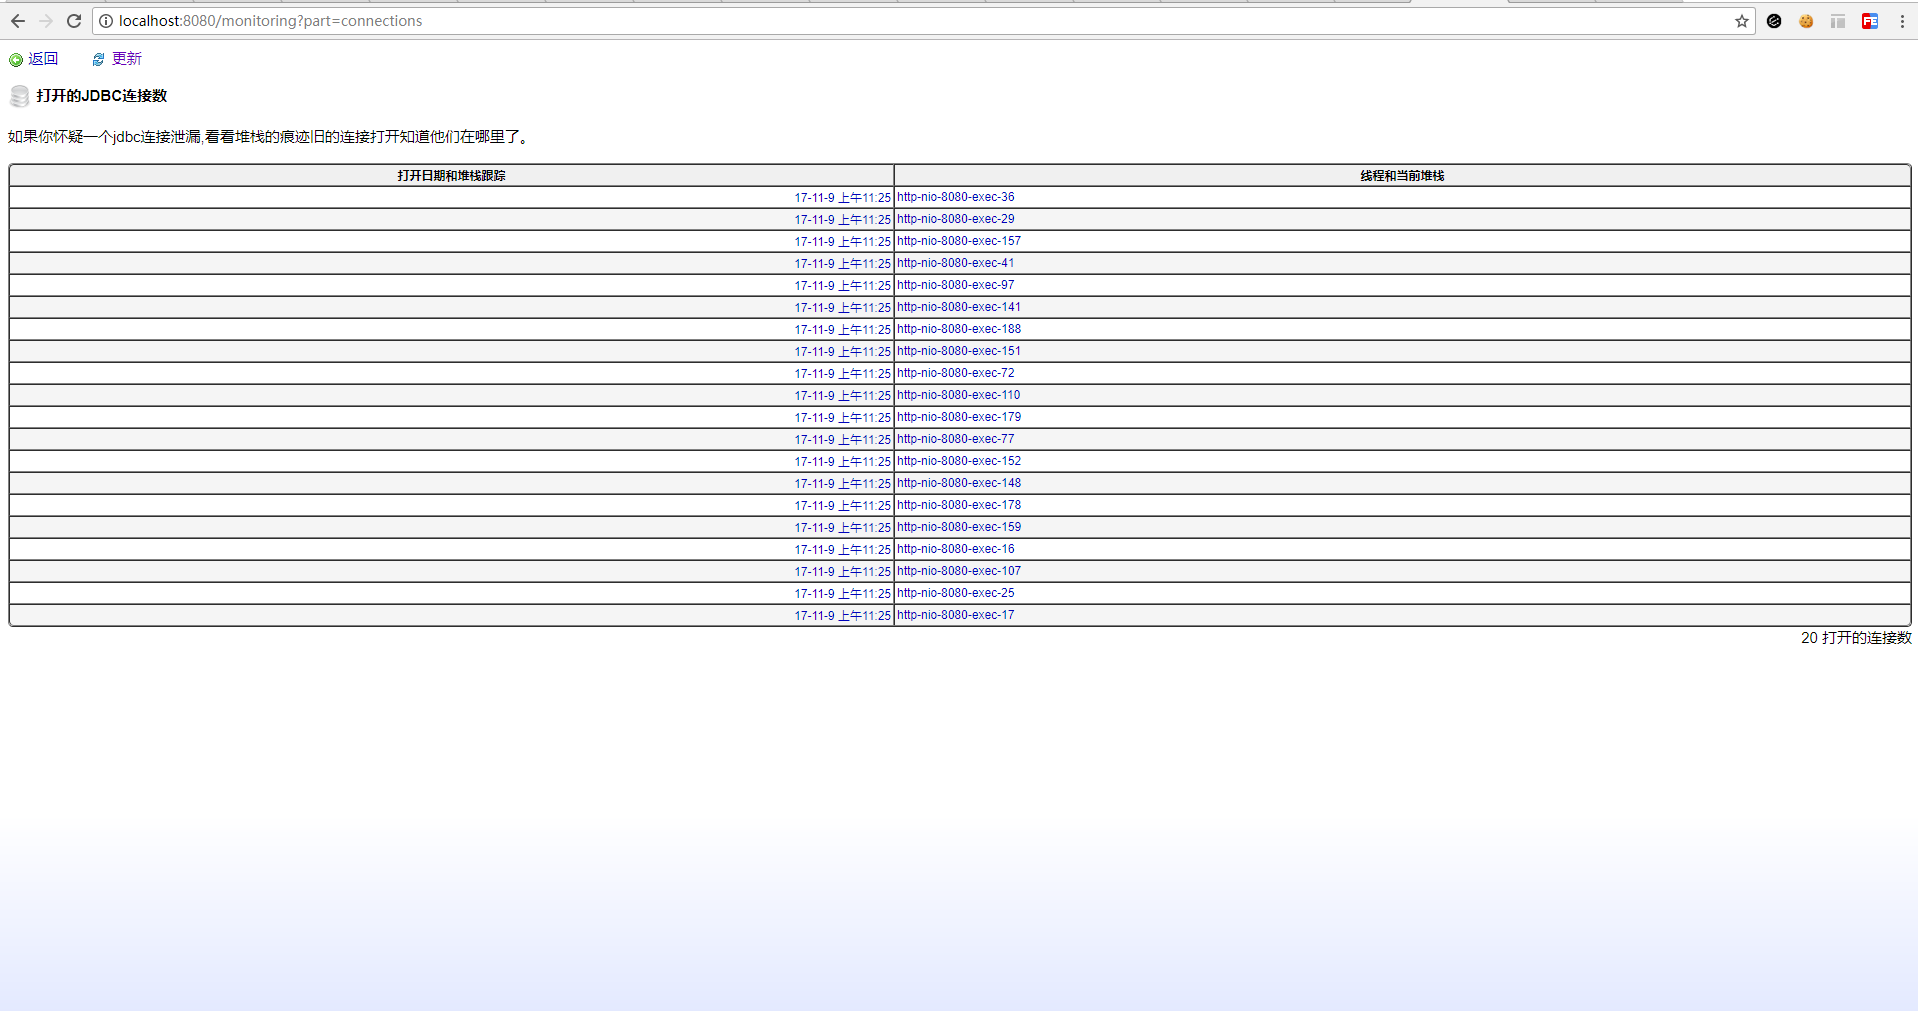 localhost:8080/monitoring?part=connections
返回 更新
打开的JDBC连接数
如果你怀疑一个jdbc连接泄漏,看看堆栈的痕迹旧的连接打开知道他们在哪里了。
打开日期和堆栈跟踪 线程和当前堆栈
17-11-9 上午11:25 http-nio-8080-exec-36
17-11-9 上午11:25 http-nio-8080-exec-29
17-11-9 上午11:25 http-nio-8080-exec-157
17-11-9 上午11:25 http-nio-8080-exec-41
17-11-9 上午11:25 http-nio-8080-exec-97
17-11-9 上午11:25 http-nio-8080-exec-141
17-11-9 上午11:25 http-nio-8080-exec-188
17-11-9 上午11:25 http-nio-8080-exec-151
17-11-9 上午11:25 http-nio-8080-exec-72
17-11-9 上午11:25 http-nio-8080-exec-110
17-11-9 上午11:25 http-nio-8080-exec-179
17-11-9 上午11:25 http-nio-8080-exec-77
17-11-9 上午11:25 http-nio-8080-exec-152
17-11-9 上午11:25 http-nio-8080-exec-148
17-11-9 上午11:25 http-nio-8080-exec-178
17-11-9 上午11:25 http-nio-8080-exec-159
17-11-9 上午11:25 http-nio-8080-exec-16
17-11-9 上午11:25 http-nio-8080-exec-107
17-11-9 上午11:25 http-nio-8080-exec-25
17-11-9 上午11:25 http-nio-8080-exec-17
20 打开的连接数